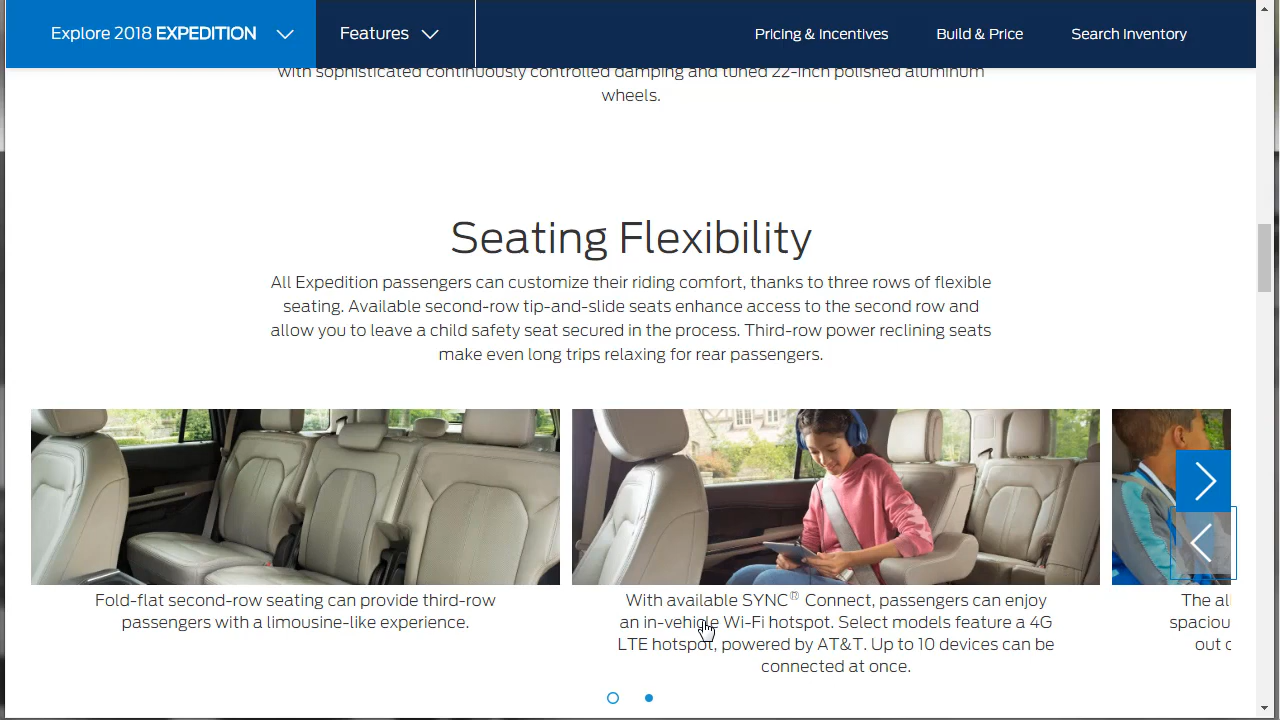 Explore 2018 EXPEDITION
Features
Pricing & Incentives
Build & Price
Search Inventory
with sophisticated continuously controlled damping and tuned 22-inch polished aluminum
wheels.
Seating Flexibility
All Expedition passengers can customize their riding comfort, thanks to three rows of flexible
seating. Available second-row tip-and-slide seats enhance access to the second row and
allow you to leave a child safety seat secured in the process. Third-row power reclining seats
make even long trips relaxing for rear passengers.
Fold-flat second-row seating can provide third-row
passengers with a limousine-like experience.
With available SYNC® Connect, passengers can enjoy
an in-vehicle Wi-Fi hotspot. Select models feature a 4G
LTE hotspot, powered by AT&T. Up to 10 devices can be
connected at once.
The
out